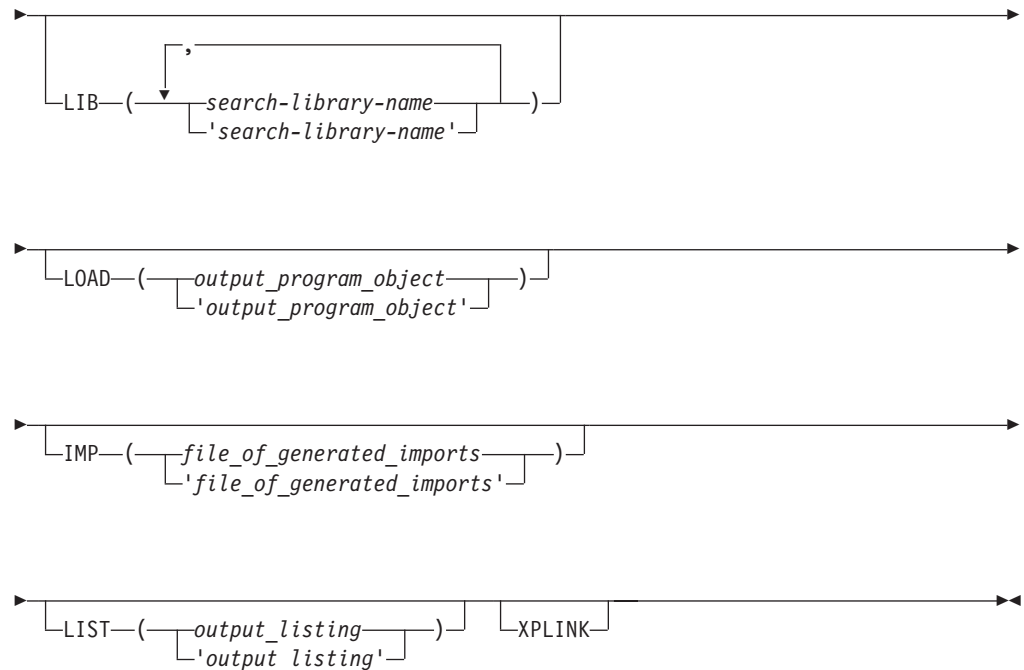 ,
LIB ( search-library-name )
'search-library-name'
LOAD ( output_program_object )
'output_program_object'
IMP ( file_of_generated_imports )
'file_of_generated_imports'
LIST ( output_listing ) XPLINK
'output listing'